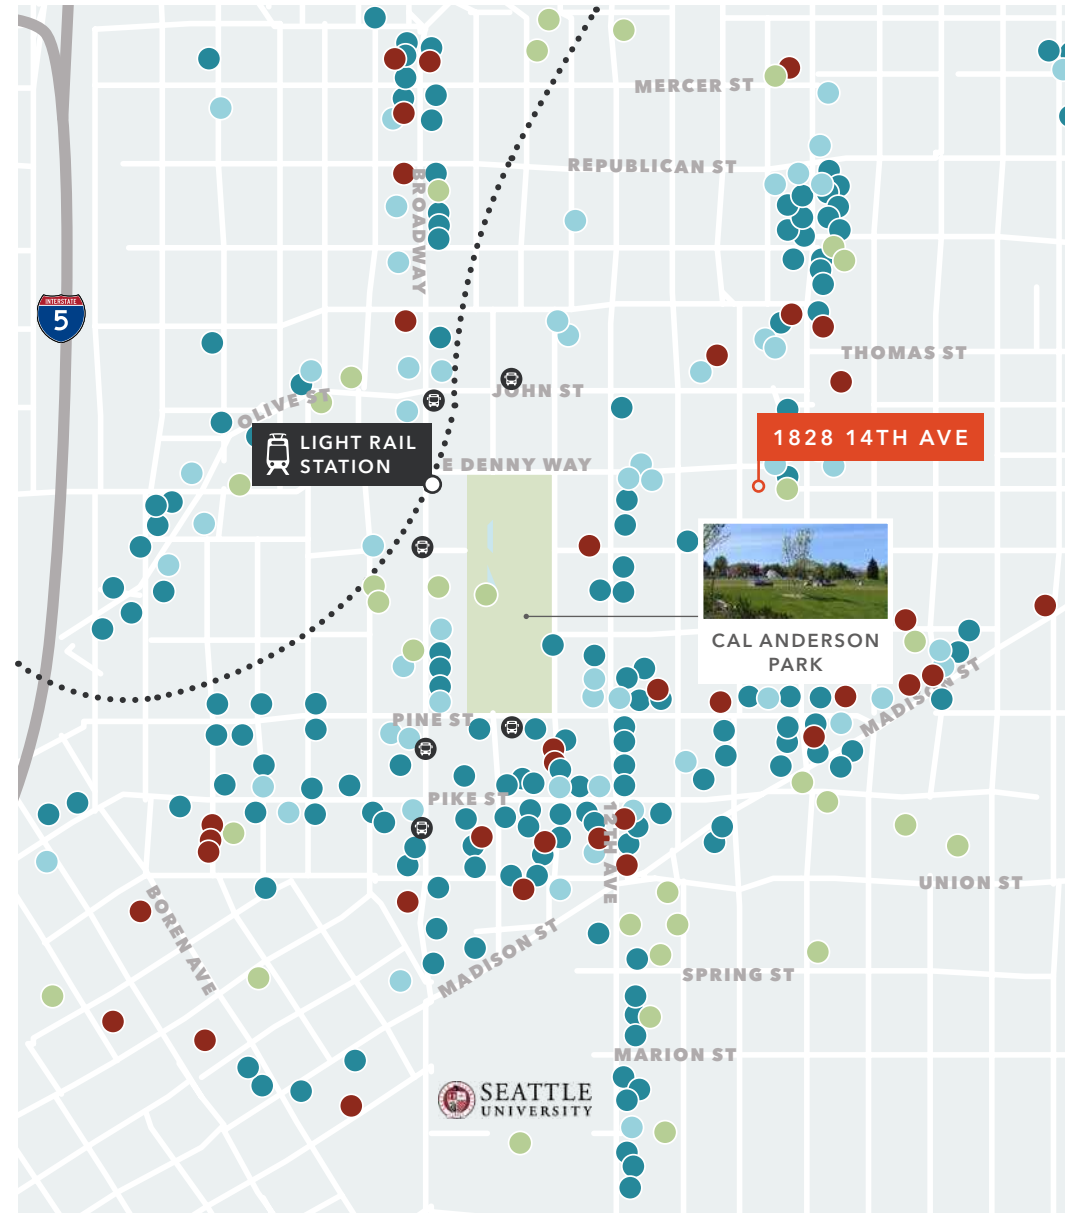 MERCER ST
REPUBLICAN ST
BROADWAY
INTERSTATE
5
THOMAS ST
JOHN ST
OLIVE ST
1828 14TH AVE
LIGHT RAIL
STATION
E DENNY WAY
CAL ANDERSON
PARK
MADISON ST
PINE ST
PIKE ST
12TH AVE
UNION ST
BOREN AVE
MADISON ST
SPRING ST
MARION ST
SEATTLE
UNIVERSITY